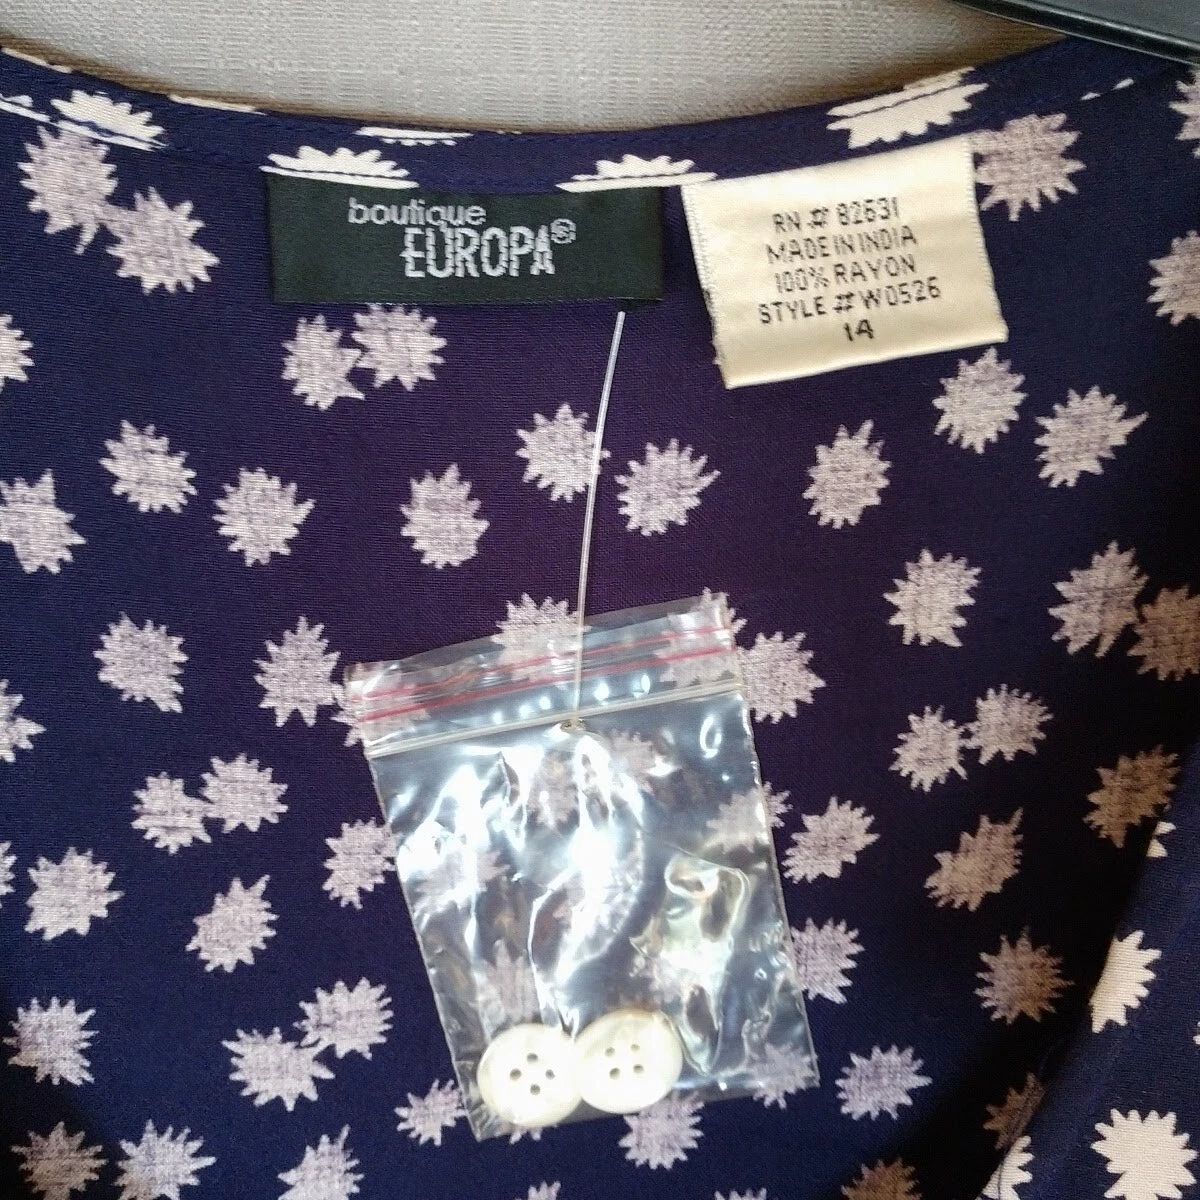 boutique
EUROPA®
RN # 82631
MADE IN INDIA
100% RAYON
STYLE # W0526
14